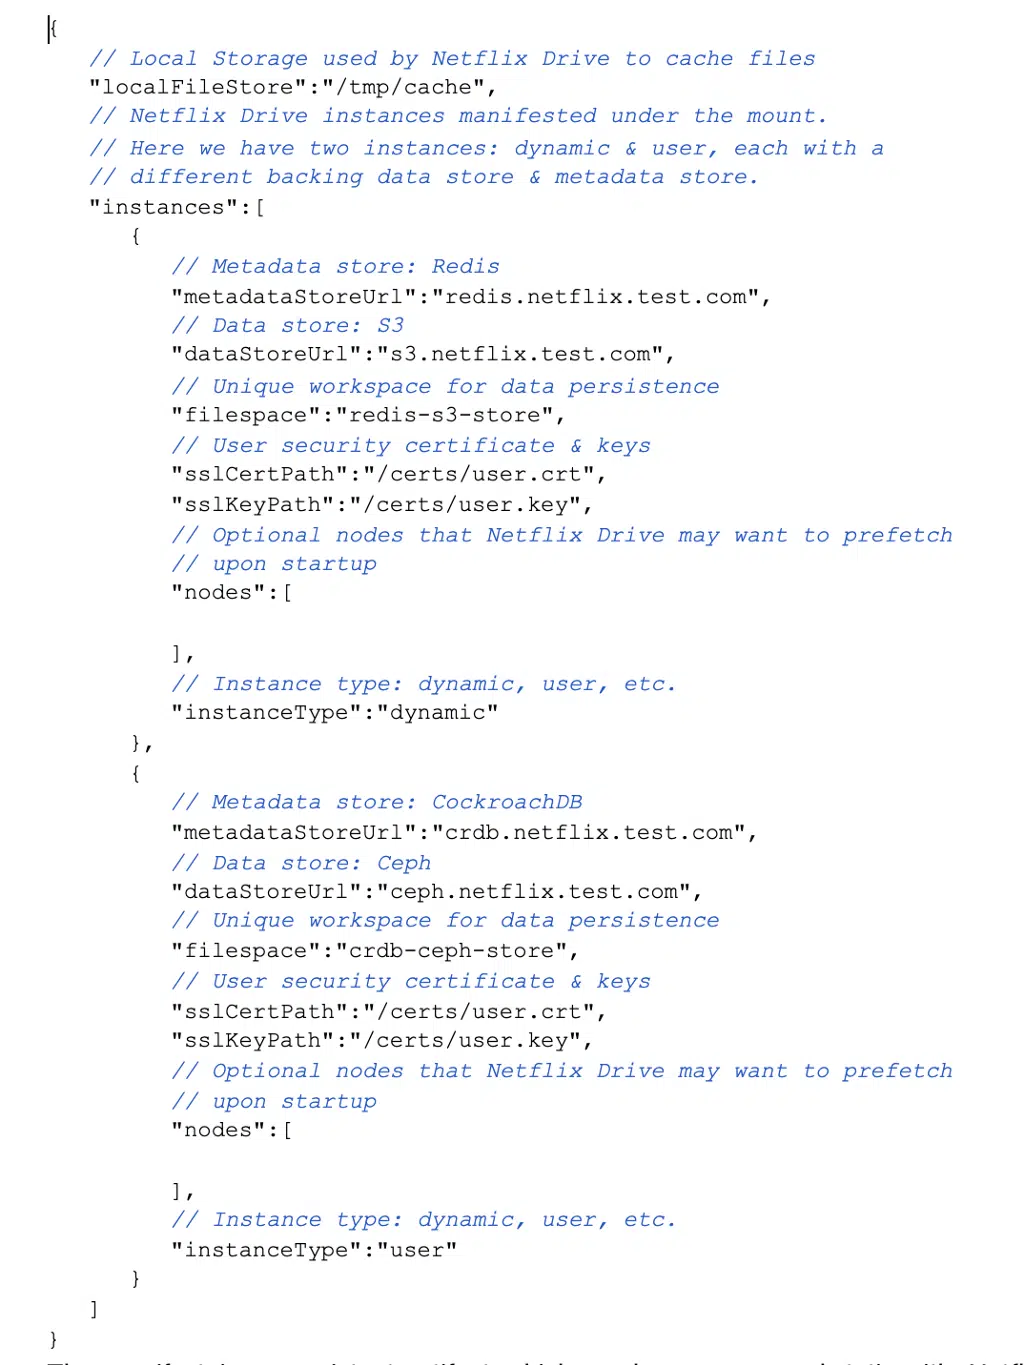 {
// Local Storage used by Netflix Drive to cache files
"localFileStore":"/tmp/cache",
// Netflix Drive instances manifested under the mount.
// Here we have two instances: dynamic & user, each with a
// different backing data store & metadata store.
"instances":[
{
// Metadata store: Redis
"metadataStoreUrl":"redis.netflix.test.com",
// Data store: S3
"dataStoreUrl":"s3.netflix.test.com",
// Unique workspace for data persistence
"filespace":"redis-s3-store",
// User security certificate & keys
"sslCertPath":"/certs/user.crt",
"sslKeyPath":"/certs/user.key",
// Optional nodes that Netflix Drive may want to prefetch
// upon startup
"nodes":[
],
// Instance type: dynamic, user, etc.
"instanceType":"dynamic"
},
{
// Metadata store: CockroachDB
"metadataStoreUrl":"crdb.netflix.test.com",
// Data store: Ceph
"dataStoreUrl":"ceph.netflix.test.com",
// Unique workspace for data persistence
"filespace":"crdb-ceph-store",
// User security certificate & keys
"sslCertPath":"/certs/user.crt",
"sslKeyPath":"/certs/user.key",
// Optional nodes that Netflix Drive may want to prefetch
// upon startup
"nodes":[
],
// Instance type: dynamic, user, etc.
"instanceType":"user"
}
]
}